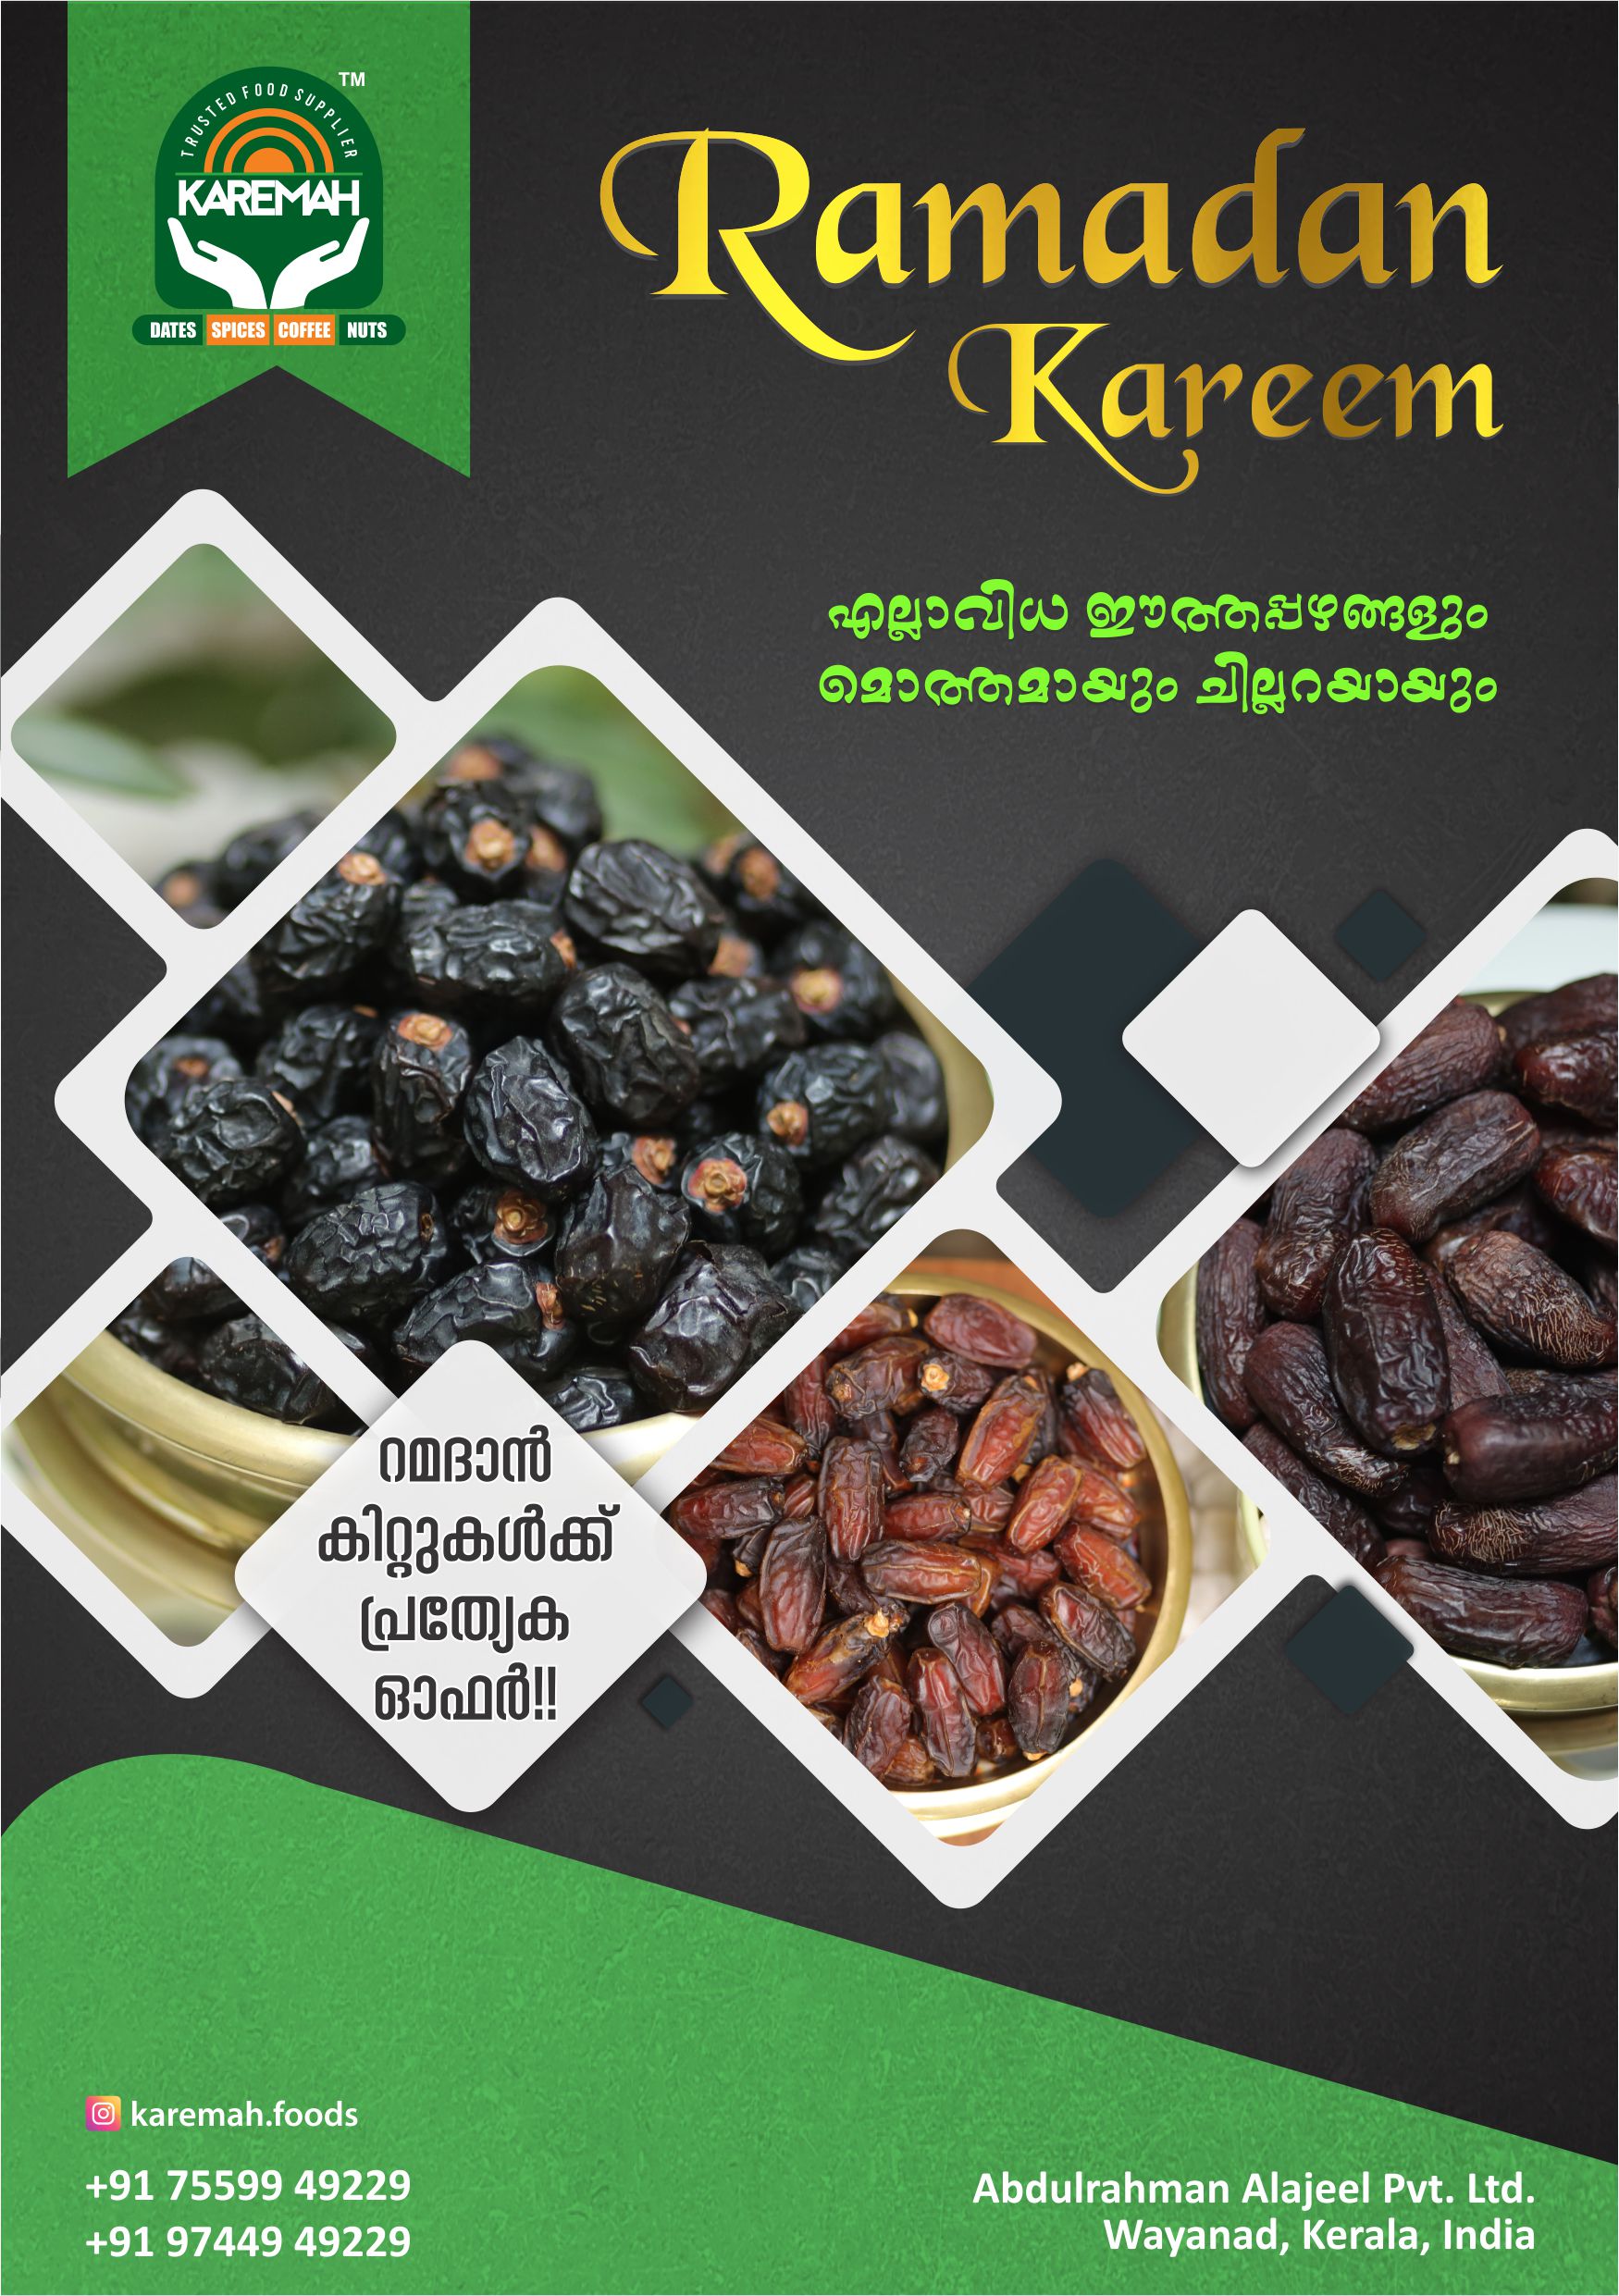 TRUSTED FOOD SUPPLIER
TM
KAREMAH
DATES SPICES COFFEE NUTS
Ramadan
Kareem
എല്ലാവിധ ഈത്തപ്പഴങ്ങളും
മൊത്തമായും ചില്ലറയായും
റമദാൻ
കിറ്റുകൾക്ക്
പ്രത്യേക
ഓഫർ!!
karemah.foods
+91 75599 49229
+91 97449 49229
Abdulrahman Alajeel Pvt. Ltd.
Wayanad, Kerala, India